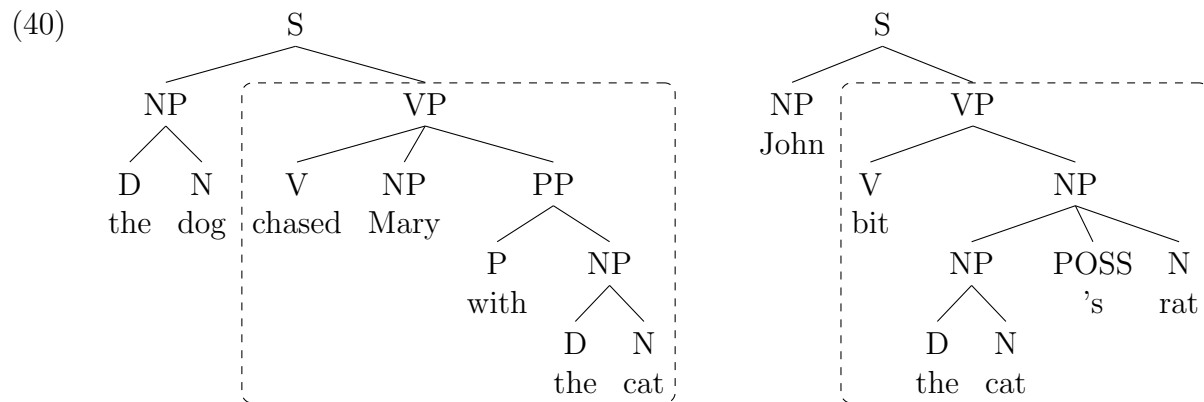 (40) S S
NP VP NP VP
John
D N V NP PP V NP
the dog chased Mary bit
P NP NP POSS N
with 's rat
D N D N
the cat the cat